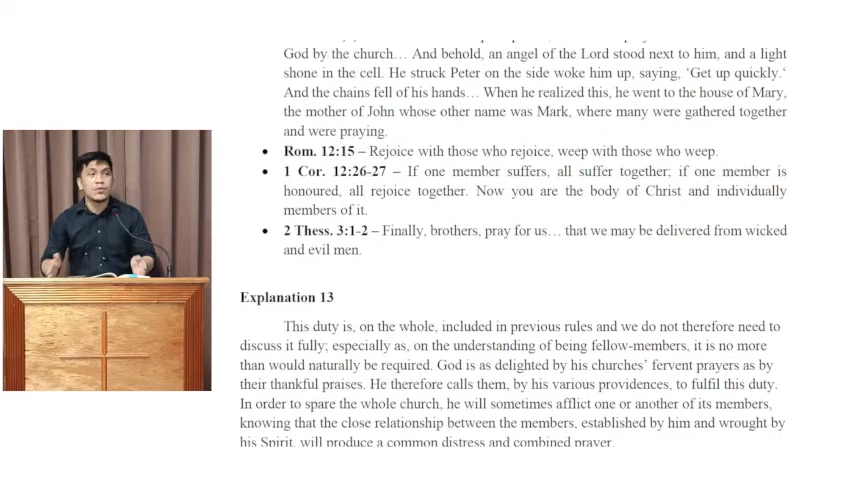 God by the church… And behold, an angel of the Lord stood next to him, and a light
shone in the cell. He struck Peter on the side woke him up, saying, ‘Get up quickly.‘
And the chains fell of his hands… When he realized this, he went to the house of Mary,
the mother of John whose other name was Mark, where many were gathered together
and were praying.
• Rom. 12:15 – Rejoice with those who rejoice, weep with those who weep.
• 1 Cor. 12:26-27 – If one member suffers, all suffer together; if one member is
honoured, all rejoice together. Now you are the body of Christ and individually
members of it.
• 2 Thess. 3:1-2 – Finally, brothers, pray for us… that we may be delivered from wicked
and evil men.
Explanation 13
This duty is, on the whole, included in previous rules and we do not therefore need to
discuss it fully; especially as, on the understanding of being fellow-members, it is no more
than would naturally be required. God is as delighted by his churches’ fervent prayers as by
their thankful praises. He therefore calls them, by his various providences, to fulfil this duty.
In order to spare the whole church, he will sometimes afflict one or another of its members,
knowing that the close relationship between the members, established by him and wrought by
his Spirit, will produce a common distress and combined prayer.